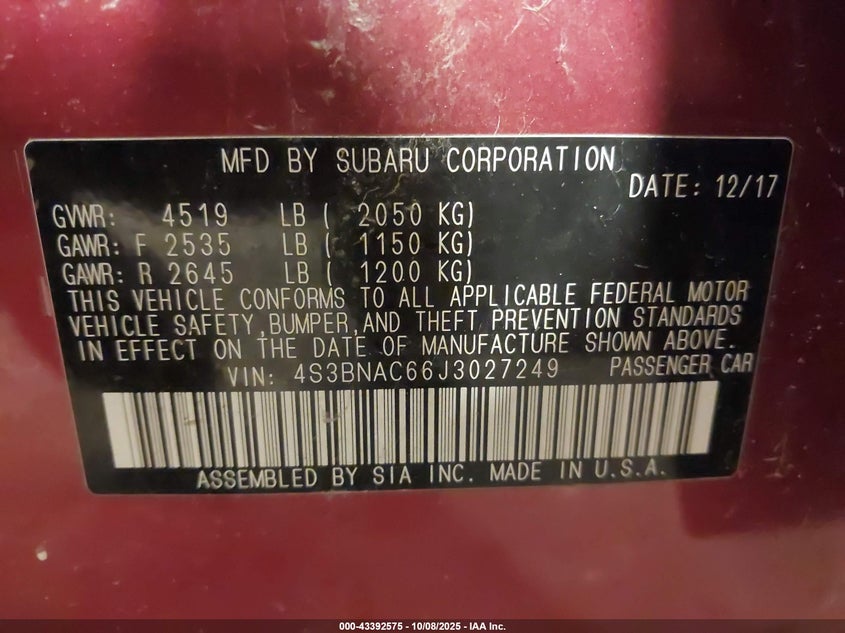 MFD BY SUBARU CORPORATION
DATE: 12/17
GVWR: 4519 LB ( 2050 KG)
GAWR: F 2535 LB ( 1150 KG)
GAWR: R 2645 LB ( 1200 KG)
THIS VEHICLE CONFORMS TO ALL APPLICABLE FEDERAL MOTOR
VEHICLE SAFETY, BUMPER, AND THEFT PREVENTION STANDARDS
IN EFFECT ON THE DATE OF MANUFACTURE SHOWN ABOVE.
VIN: 4S3BNAC66J3027249 PASSENGER CAR
ASSEMBLED BY SIA INC. MADE IN U.S.A.
000-43392575 - 10/08/2025 - IAA Inc.